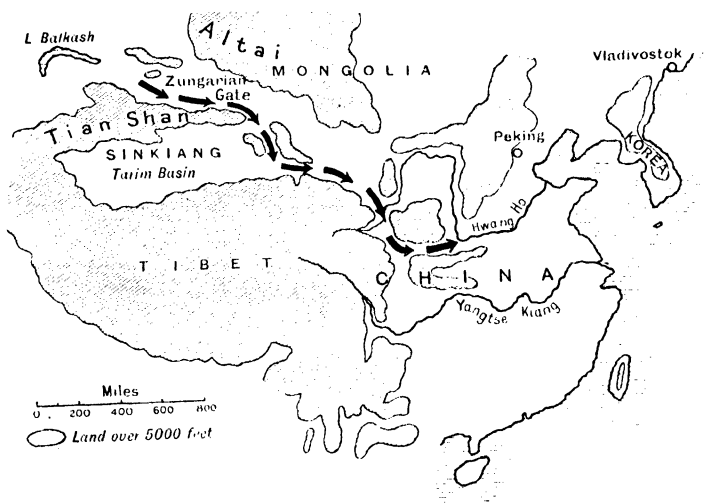 L Balkash
Altai
MONGOLIA
Vladivostok
Zungarian
Gate
Tian Shan
Peking
KOREA
SINKIANG
Tarim Basin
Hwang Ho
TIBET
CHINA
Yangtse Kiang
Miles
0 200 400 600 800
Land over 5000 feet